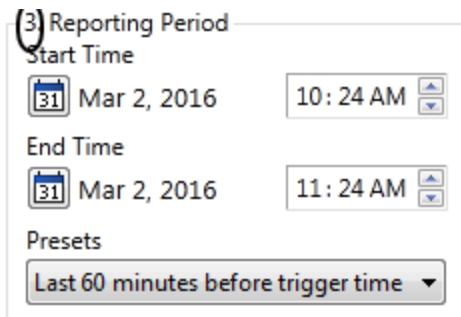 3. Reporting Period
Start Time
31 Mar 2, 2016 10:24 AM
End Time
31 Mar 2, 2016 11:24 AM
Presets
Last 60 minutes before trigger time